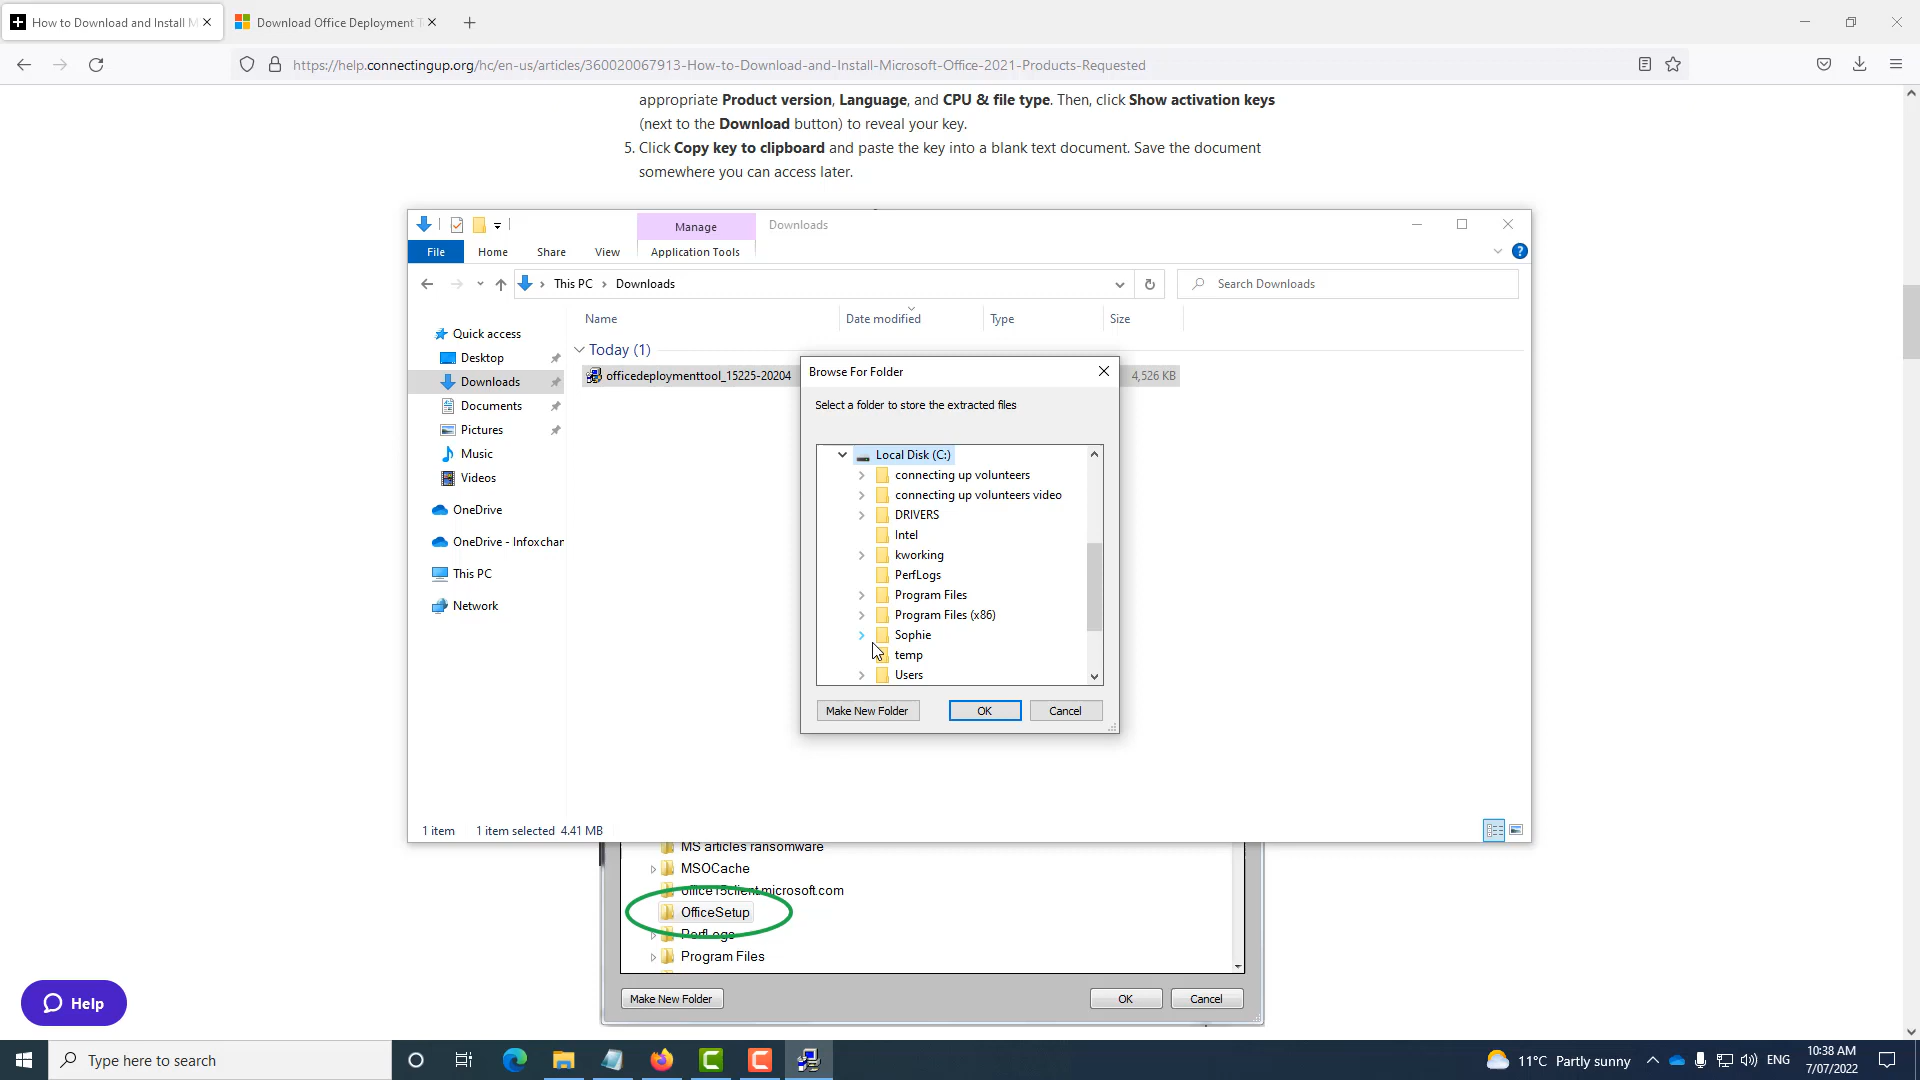 How to Download and Install M
Download Office Deployment T
https://help.connectingup.org/hc/en-us/articles/360020067913-How-to-Download-and-Install-Microsoft-Office-2021-Products-Requested
appropriate Product version, Language, and CPU & file type. Then, click Show activation keys
(next to the Download button) to reveal your key.
5. Click Copy key to clipboard and paste the key into a blank text document. Save the document
somewhere you can access later.
Manage
Downloads
File
Home
Share
View
Application Tools
This PC
Downloads
Search Downloads
Name
Date modified
Type
Size
Quick access
Desktop
Downloads
Documents
Pictures
Music
Videos
OneDrive
OneDrive - Infoxchan
This PC
Network
Today (1)
officedeploymenttool_15225-20204
4,526 KB
Browse For Folder
Select a folder to store the extracted files
Local Disk (C:)
connecting up volunteers
connecting up volunteers video
DRIVERS
Intel
kworking
PerfLogs
Program Files
Program Files (x86)
Sophie
temp
Users
Make New Folder
OK
Cancel
1 item
1 item selected 4.41 MB
MS articles ransomware
MSOCache
office15client.microsoft.com
OfficeSetup
PerfLogs
Program Files
Make New Folder
OK
Cancel
Help
Type here to search
11°C Partly sunny
ENG
10:38 AM
7/07/2022